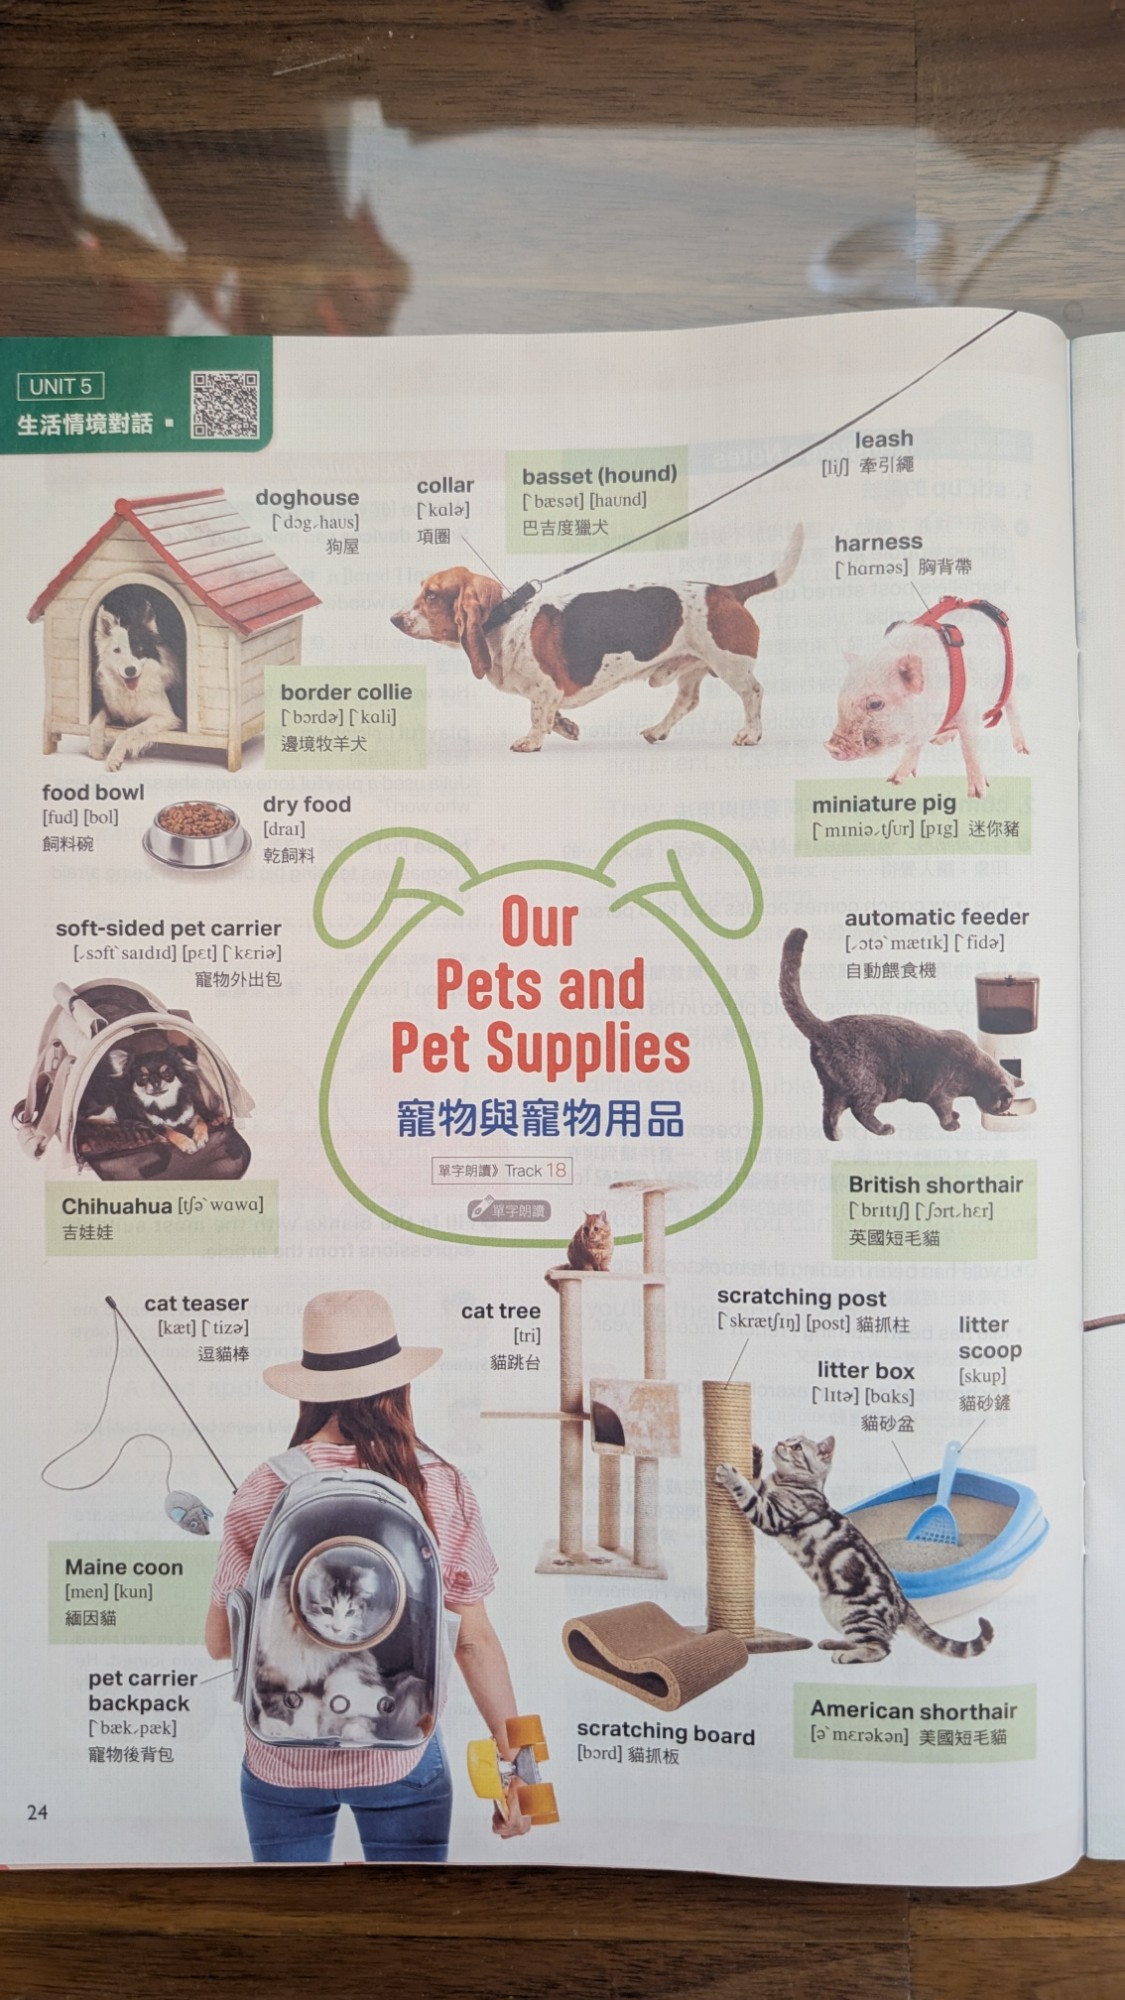 UNIT 5
生活情境對話
doghouse
[ˋdɔg͵haʊs]
狗屋
collar
[ˋkɑlɚ]
項圈
basset (hound)
[ˋbæsət] [haʊnd]
巴吉度獵犬
leash
[liʃ] 牽引繩
harness
[ˋhɑrnəs] 胸背帶
border collie
[ˋbɔrdɚ] [ˋkɑli]
邊境牧羊犬
food bowl
[fud] [bol]
飼料碗
dry food
[draɪ]
乾飼料
miniature pig
[ˋmɪniə͵tʃʊr] [pɪg] 迷你豬
Our
Pets and
Pet Supplies
寵物與寵物用品
單字朗讀》Track 18
單字朗讀
soft-sided pet carrier
[͵sɔftˋsaɪdɪd] [pɛt] [ˋkɛriɚ]
寵物外出包
automatic feeder
[͵ɔtəˋmætɪk] [ˋfidɚ]
自動餵食機
Chihuahua [tʃəˋwɑwɑ]
吉娃娃
British shorthair
[ˋbrɪtɪʃ] [ˋʃɔrt͵hɛr]
英國短毛貓
cat teaser
[kæt] [ˋtizɚ]
逗貓棒
cat tree
[tri]
貓跳台
scratching post
[ˋskrætʃɪŋ] [post] 貓抓柱
litter box
[ˋlɪtɚ] [bɑks]
貓砂盆
litter
scoop
[skup]
貓砂鏟
Maine coon
[men] [kun]
緬因貓
pet carrier
backpack
[ˋbæk͵pæk]
寵物後背包
scratching board
[bɔrd] 貓抓板
American shorthair
[əˋmɛrəkən] 美國短毛貓
24